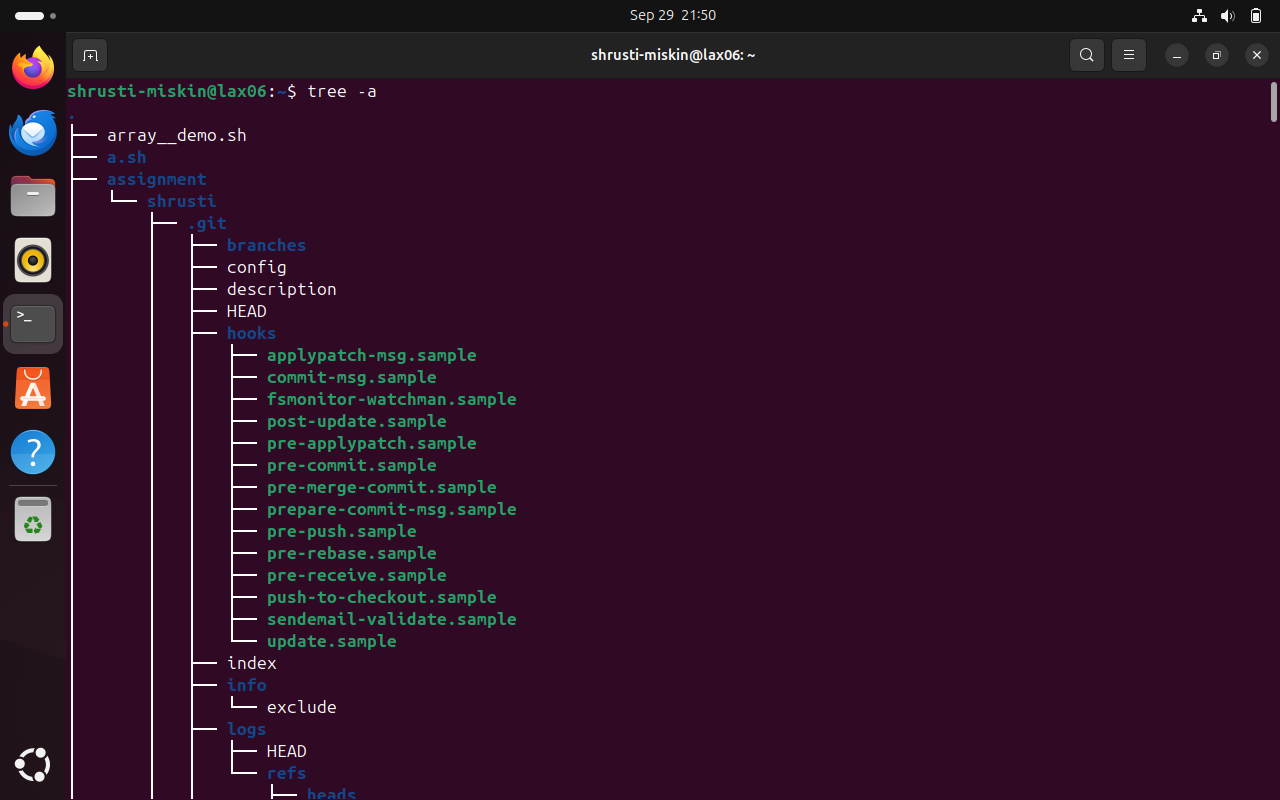 Sep 29 21:50
shrusti-miskin@lax06: ~
shrusti-miskin@lax06:~$ tree -a
.
├── array__demo.sh
├── a.sh
├── assignment
│   └── shrusti
│       ├── .git
│       │   ├── branches
│       │   ├── config
│       │   ├── description
│       │   ├── HEAD
│       │   ├── hooks
│       │   │   ├── applypatch-msg.sample
│       │   │   ├── commit-msg.sample
│       │   │   ├── fsmonitor-watchman.sample
│       │   │   ├── post-update.sample
│       │   │   ├── pre-applypatch.sample
│       │   │   ├── pre-commit.sample
│       │   │   ├── pre-merge-commit.sample
│       │   │   ├── prepare-commit-msg.sample
│       │   │   ├── pre-push.sample
│       │   │   ├── pre-rebase.sample
│       │   │   ├── pre-receive.sample
│       │   │   ├── push-to-checkout.sample
│       │   │   ├── sendemail-validate.sample
│       │   │   └── update.sample
│       │   ├── index
│       │   ├── info
│       │   │   └── exclude
│       │   ├── logs
│       │   │   ├── HEAD
│       │   │   └── refs
│       │   │       ├── heads